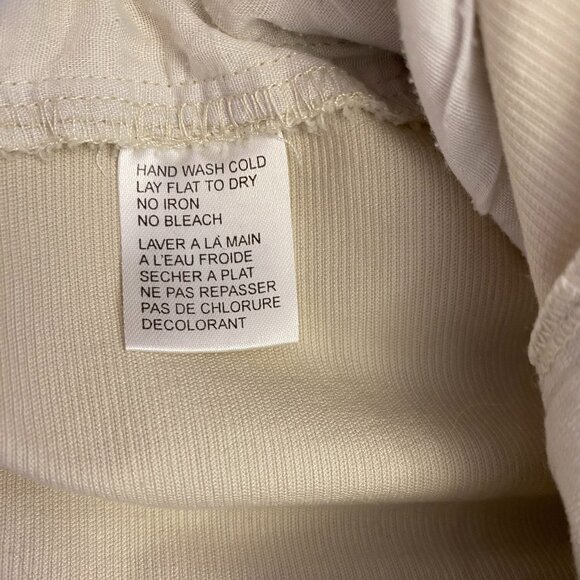 HAND WASH COLD
LAY FLAT TO DRY
NO IRON
NO BLEACH
LAVER A LÀ MAIN
A L'EAU FROIDE
SECHER A PLAT
NE PAS REPASSER
PAS DE CHLORURE
DECOLORANT